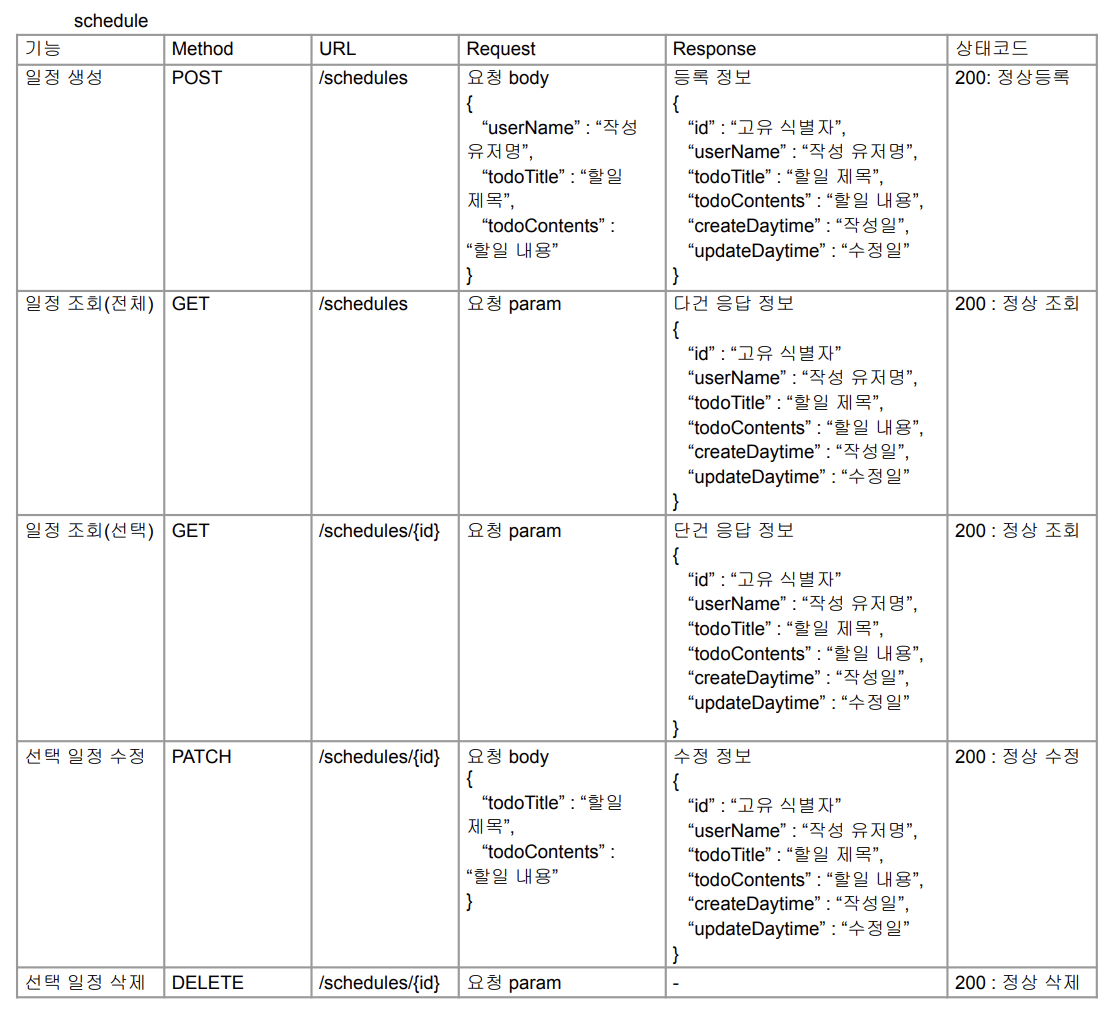 schedule
기능 Method URL Request Response 상태코드
일정 생성 POST /schedules 요청 body 등록 정보 200: 정상등록
{ {
“userName” : “작성 “id” : “고유 식별자”,
유저명”, “userName” : “작성 유저명”,
“todoTitle” : “할일 “todoTitle” : “할일 제목”,
제목”, “todoContents” : “할일 내용”,
“todoContents” : “createDaytime” : “작성일”,
“할일 내용” “updateDaytime” : “수정일”
} }
일정 조회(전체) GET /schedules 요청 param 다건 응답 정보 200 : 정상 조회
{
“id” : “고유 식별자”
“userName” : “작성 유저명”,
“todoTitle” : “할일 제목”,
“todoContents” : “할일 내용”,
“createDaytime” : “작성일”,
“updateDaytime” : “수정일”
}
일정 조회(선택) GET /schedules/{id} 요청 param 단건 응답 정보 200 : 정상 조회
{
“id” : “고유 식별자”
“userName” : “작성 유저명”,
“todoTitle” : “할일 제목”,
“todoContents” : “할일 내용”,
“createDaytime” : “작성일”,
“updateDaytime” : “수정일”
}
선택 일정 수정 PATCH /schedules/{id} 요청 body 수정 정보 200 : 정상 수정
{ {
“todoTitle” : “할일 “id” : “고유 식별자”
제목”, “userName” : “작성 유저명”,
“todoContents” : “todoTitle” : “할일 제목”,
“할일 내용” “todoContents” : “할일 내용”,
} “createDaytime” : “작성일”,
“updateDaytime” : “수정일”
}
선택 일정 삭제 DELETE /schedules/{id} 요청 param - 200 : 정상 삭제